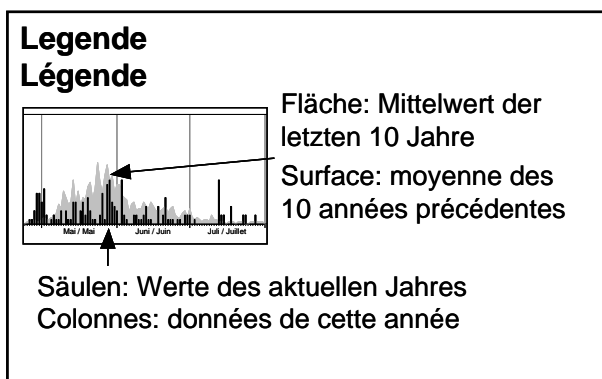 Legende
Légende
Fläche: Mittelwert der
letzten 10 Jahre
Surface: moyenne des
10 années précédentes
Mai / Mai
Juni / Juin
Juli / Juillet
Säulen: Werte des aktuellen Jahres
Colonnes: données de cette année